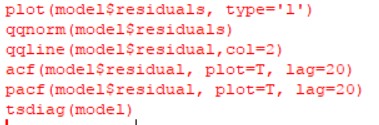 plot(model$residuals, type='l')
qqnorm(model$residuals)
qqline(model$residual,col=2)
acf(model$residual, plot=T, lag=20)
pacf(model$residual, plot=T, lag=20)
tsdiag(model)